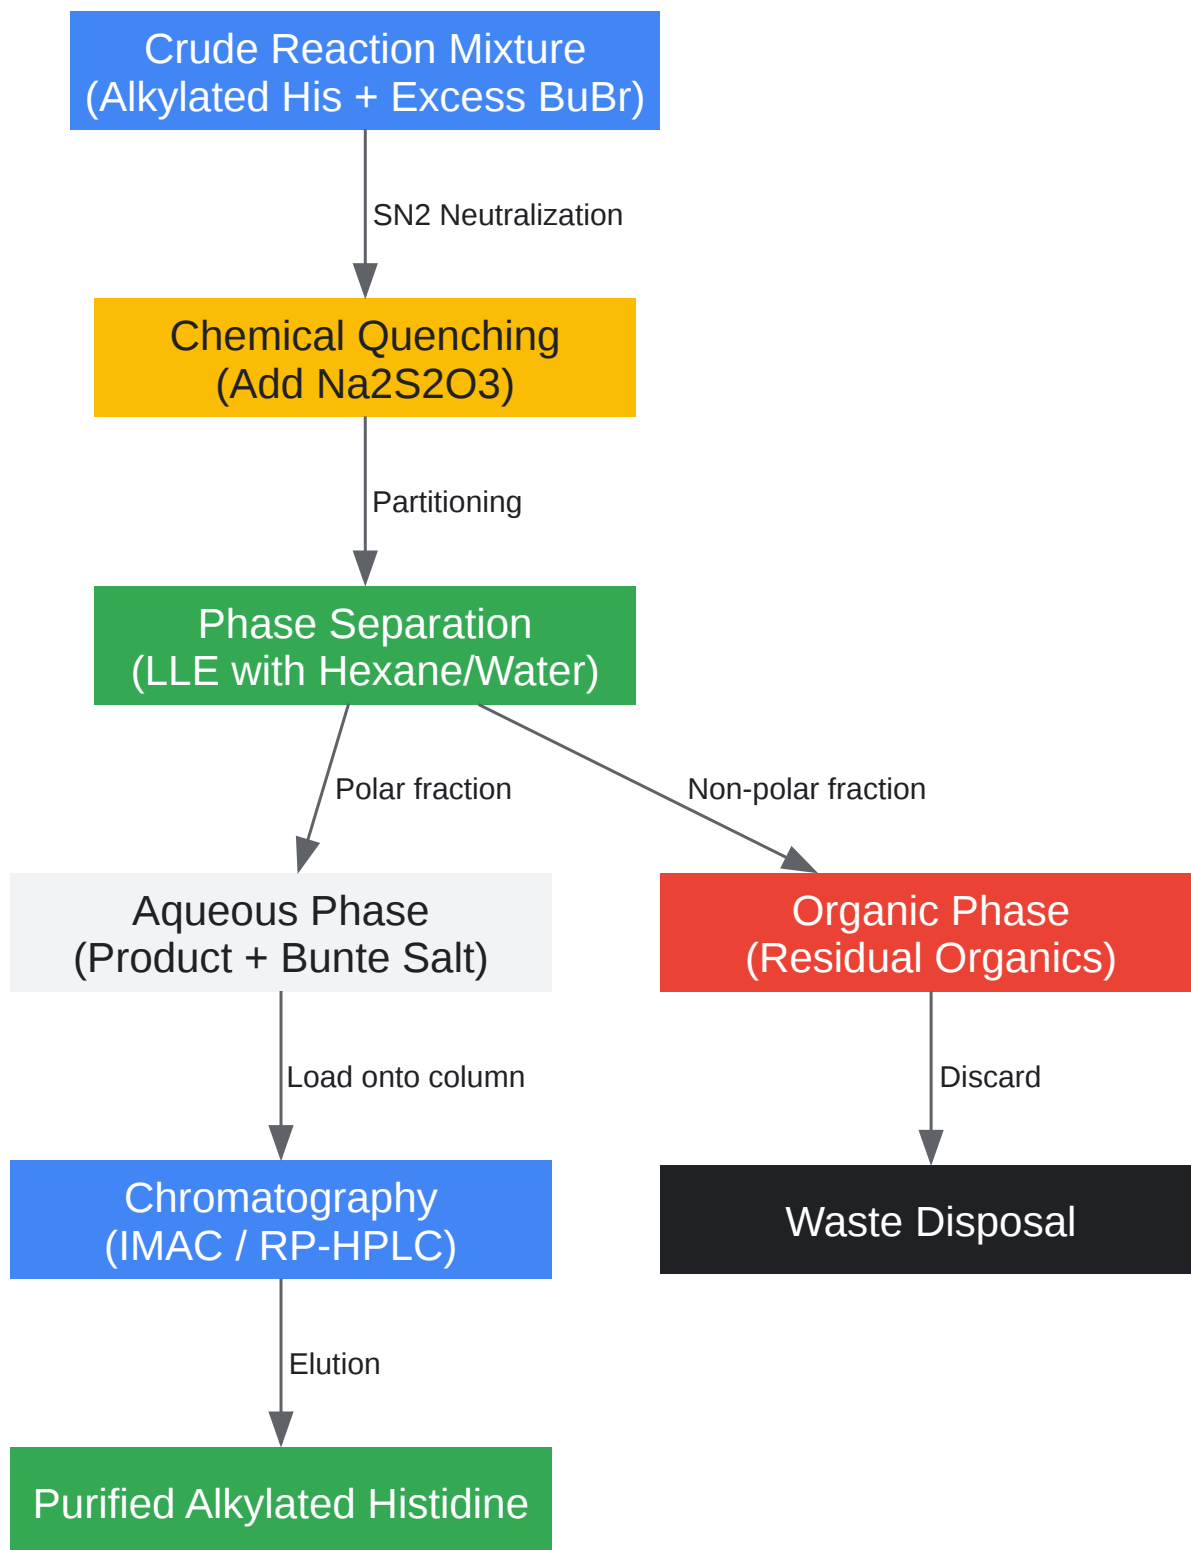 Crude Reaction Mixture
(Alkylated His + Excess BuBr)
SN2 Neutralization
Chemical Quenching
(Add Na2S2O3)
Partitioning
Phase Separation
(LLE with Hexane/Water)
Polar fraction
Non-polar fraction
Aqueous Phase
(Product + Bunte Salt)
Organic Phase
(Residual Organics)
Load onto column
Discard
Chromatography
(IMAC / RP-HPLC)
Waste Disposal
Elution
Purified Alkylated Histidine